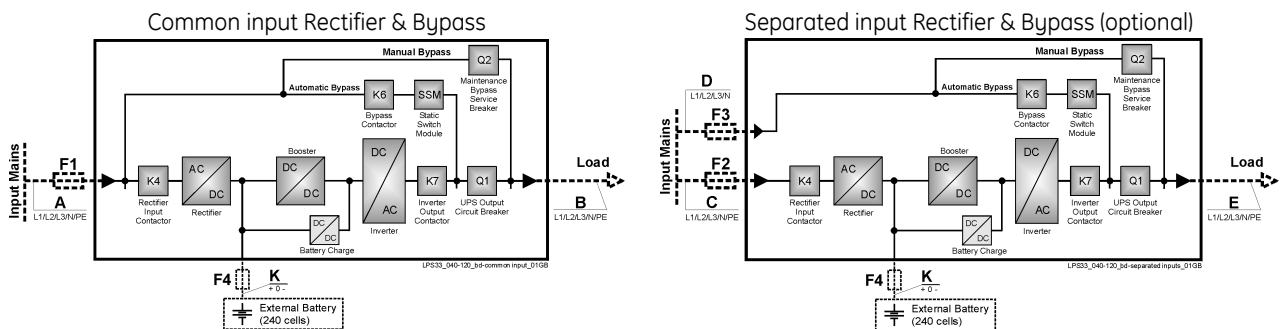 Common input Rectifier & Bypass
Manual Bypass
Q2
Maintenance
Bypass
Service
Breaker
Automatic Bypass
K6
SSM
Bypass
Contactor
Static
Switch
Module
Input Mains
F1
A
L1/L2/L3/N/PE
K4
Rectifier
Input
Contactor
AC
DC
Rectifier
Booster
DC
DC
DC
DC
Battery Charge
DC
AC
Inverter
K7
Inverter
Output
Contactor
Q1
UPS Output
Circuit Breaker
Load
B
L1/L2/L3/N/PE
LPS33_040-120_bd-common input_01GB
F4
K
+ 0 -
External Battery
(240 cells)
Separated input Rectifier & Bypass (optional)
Manual Bypass
Q2
Maintenance
Bypass
Service
Breaker
D
L1/L2/L3/N
Automatic Bypass
K6
SSM
Bypass
Contactor
Static
Switch
Module
Input Mains
F3
F2
C
L1/L2/L3/N/PE
K4
Rectifier
Input
Contactor
AC
DC
Rectifier
Booster
DC
DC
DC
DC
Battery Charge
DC
AC
Inverter
K7
Inverter
Output
Contactor
Q1
UPS Output
Circuit Breaker
Load
E
L1/L2/L3/N/PE
LPS33_040-120_bd-separated inputs_01GB
F4
K
+ 0 -
External Battery
(240 cells)